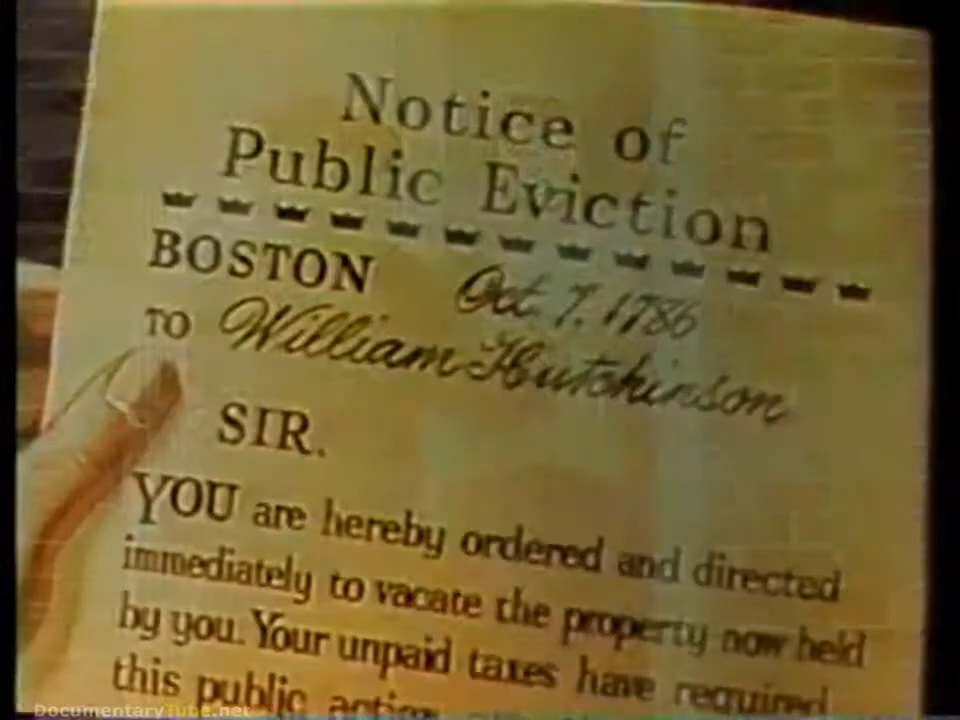 Notice of
Public Eviction
BOSTON Oct. 7, 1786
TO William Hutchinson
SIR.
YOU are hereby ordered and directed
immediately to vacate the property now held
by you. Your unpaid taxes have required
this public action
DocumentaryTube.net